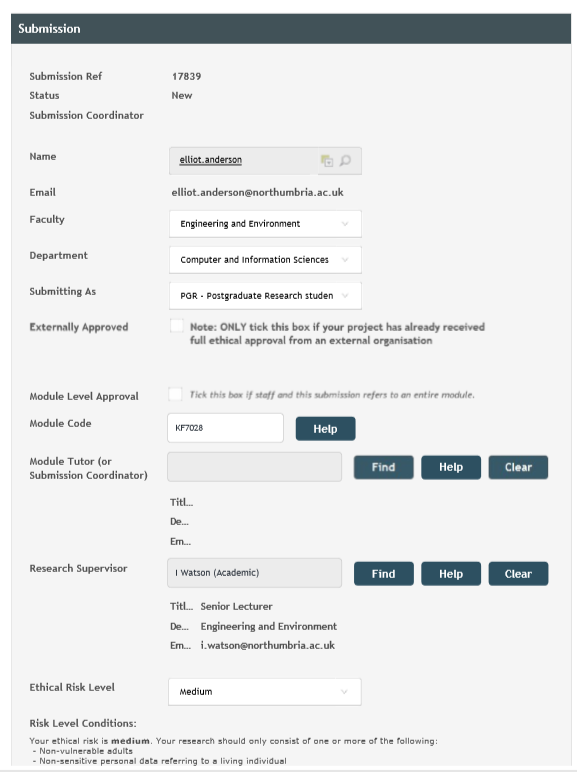 Submission
Submission Ref 17839
Status New
Submission Coordinator
Name elliot.anderson
Email elliot.anderson@northumbria.ac.uk
Faculty Engineering and Environment
Department Computer and Information Sciences
Submitting As PGR - Postgraduate Research studen
Externally Approved Note: ONLY tick this box if your project has already received
full ethical approval from an external organisation
Module Level Approval Tick this box if staff and this submission refers to an entire module.
Module Code KF7028 Help
Module Tutor (or
Submission Coordinator) Find Help Clear
Titl...
De...
Em...
Research Supervisor I Watson (Academic) Find Help Clear
Titl... Senior Lecturer
De... Engineering and Environment
Em... i.watson@northumbria.ac.uk
Ethical Risk Level Medium
Risk Level Conditions:
Your ethical risk is medium. Your research should only consist of one or more of the following:
- Non-vulnerable adults
- Non-sensitive personal data referring to a living individual